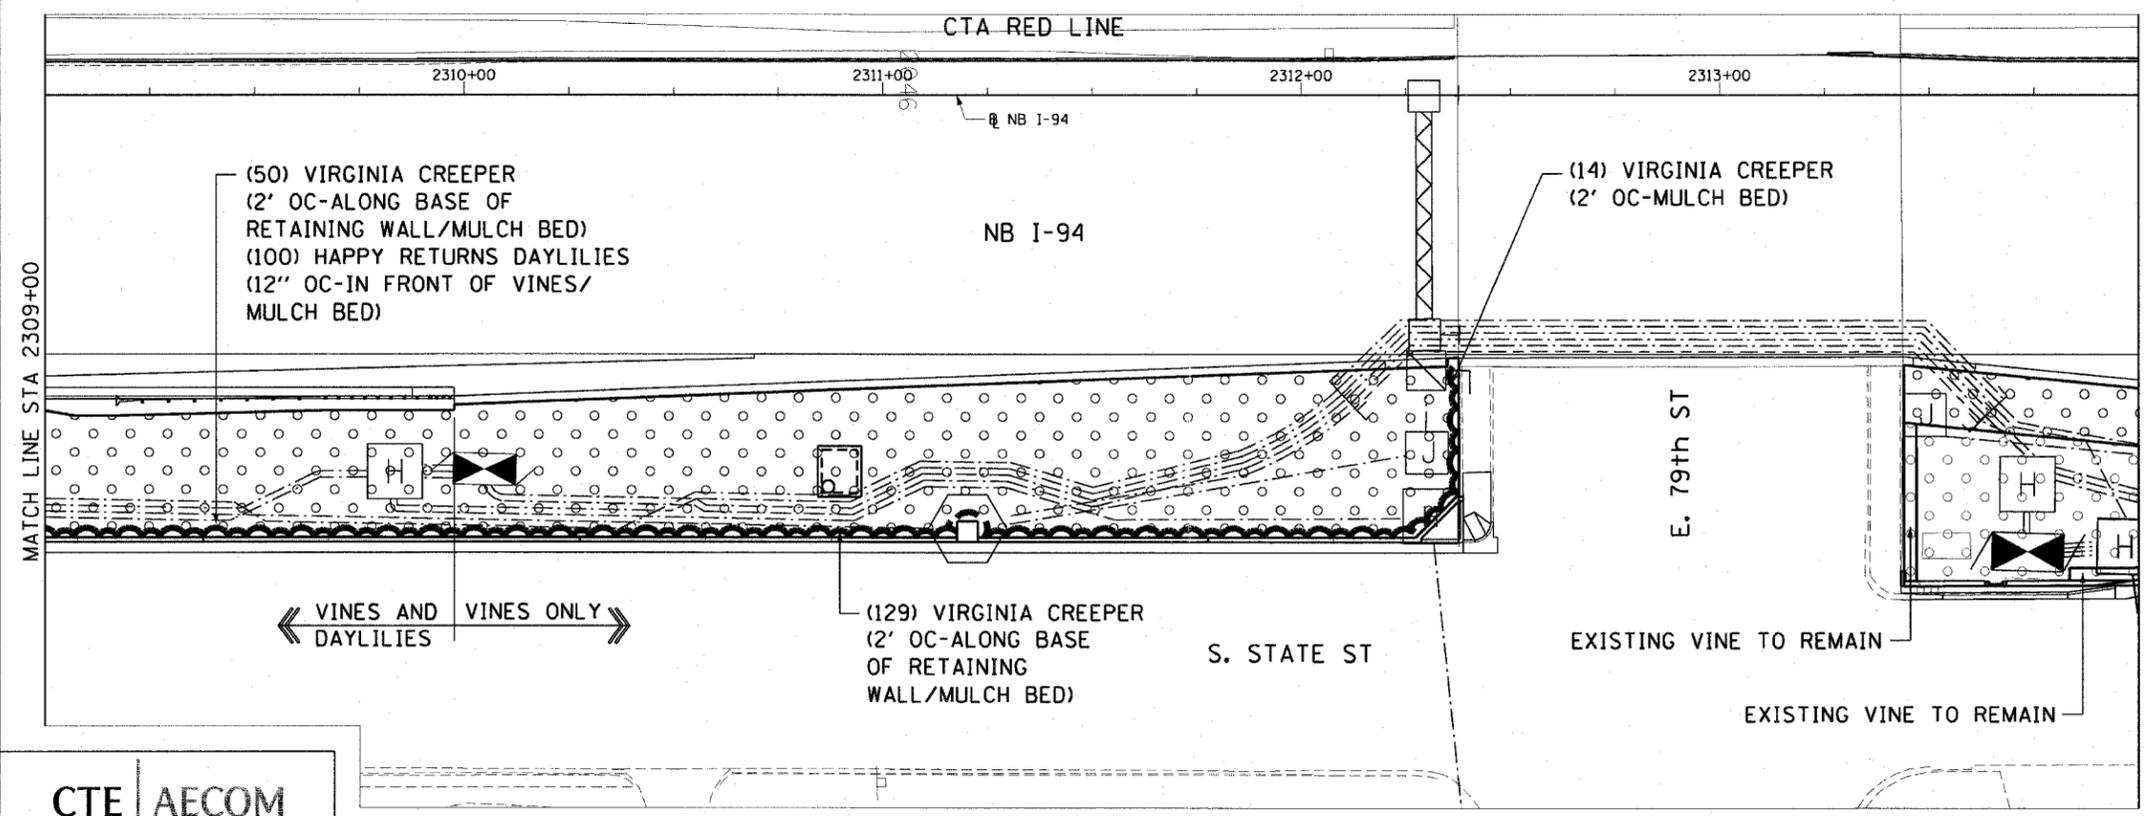 CTA RED LINE
2310+00
2311+00
2312+00
2313+00
℄ NB I-94
(50) VIRGINIA CREEPER
(2' OC-ALONG BASE OF
RETAINING WALL/MULCH BED)
(100) HAPPY RETURNS DAYLILIES
(12" OC-IN FRONT OF VINES/
MULCH BED)
NB I-94
(14) VIRGINIA CREEPER
(2' OC-MULCH BED)
MATCH LINE STA 2309+00
H
J
E. 79th ST
H
H
VINES AND
DAYLILIES
VINES ONLY
(129) VIRGINIA CREEPER
(2' OC-ALONG BASE
OF RETAINING
WALL/MULCH BED)
S. STATE ST
EXISTING VINE TO REMAIN
EXISTING VINE TO REMAIN
CTE AECOM